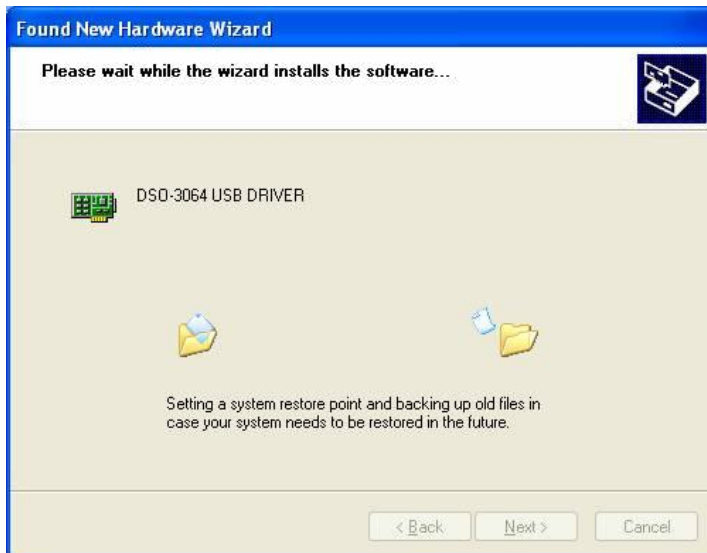 Found New Hardware Wizard
Please wait while the wizard installs the software...
DSO-3064 USB DRIVER
Setting a system restore point and backing up old files in
case your system needs to be restored in the future.
< Back
Next >
Cancel